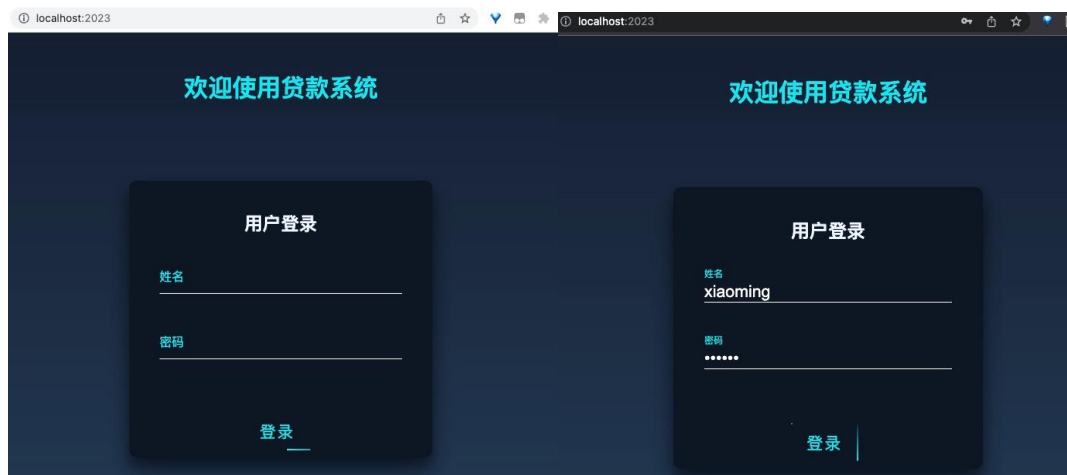 localhost:2023
欢迎使用贷款系统
用户登录
姓名
密码
登录
localhost:2023
欢迎使用贷款系统
用户登录
姓名
xiaoming
密码
••••••
登录